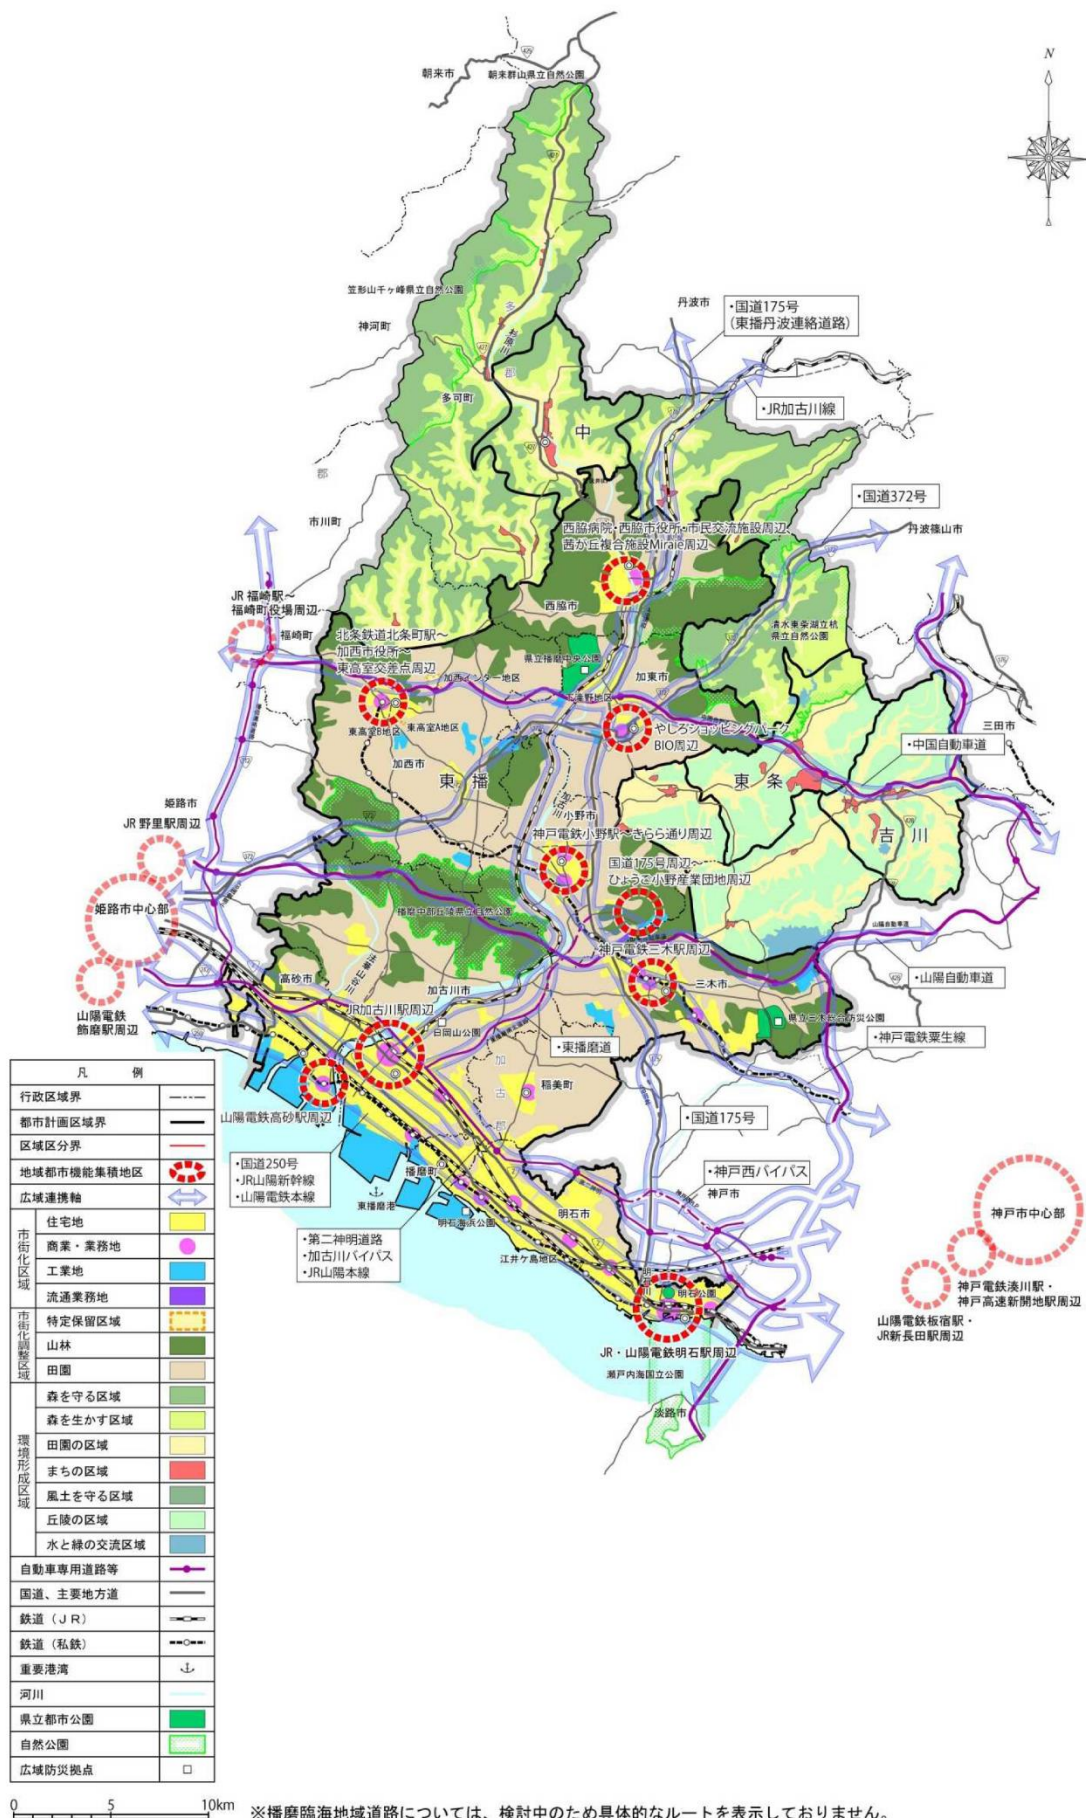 N
朝来市
朝来群山県立自然公園
笠形山千ヶ峰県立自然公園
神河町
多可町
多
可
郡
杉原川
中
丹波市
・国道175号
(東播丹波連絡道路)
・JR加古川線
・国道372号
丹波篠山市
市川町
郡
西脇病院・西脇市役所・市民交流施設周辺、
茜が丘複合施設Miraie周辺
西脇市
清水東条湖立杭
県立自然公園
JR 福崎駅～
福崎町役場周辺
福崎町
北条鉄道北条町駅～
加西市役所～
東高室交差点周辺
県立播磨中央公園
加西インター地区
加東市
下滝野地区
東高室B地区
東高室A地区
やしろショッピングパーク
BIO周辺
加西市
東播
東条
・中国自動車道
三田市
姫路市
JR 野里駅周辺
加古川
小野市
神戸電鉄小野駅～きらら通り周辺
吉川
国道175号周辺～
ひょうご小野産業団地周辺
姫路市中心部
播磨中部丘陵県立自然公園
山陽自動車道
神戸電鉄三木駅周辺
・山陽自動車道
高砂市
法華山谷川
加古川市
三木市
山陽電鉄
飾磨駅周辺
JR加古川駅周辺
日岡山公園
県立三木総合防災公園
・東播磨道
・神戸電鉄粟生線
加
古
郡
稲美町
山陽電鉄高砂駅周辺
・国道175号
・国道250号
・JR山陽新幹線
・山陽電鉄本線
播磨町
東播磨港
明石海浜公園
・神戸西バイパス
神戸市
明石市
・第二神明道路
・加古川バイパス
・JR山陽本線
江井ヶ島地区
明石川
明石公園
神戸市中心部
神戸電鉄湊川駅・
神戸高速新開地駅周辺
山陽電鉄板宿駅・
JR新長田駅周辺
JR・山陽電鉄明石駅周辺
瀬戸内海国立公園
淡路市
凡 例
行政区域界
都市計画区域界
区域区分界
地域都市機能集積地区
広域連携軸
市街化区域
住宅地
商業・業務地
工業地
流通業務地
市街化調整区域
特定保留区域
山林
田園
環境形成区域
森を守る区域
森を生かす区域
田園の区域
まちの区域
風土を守る区域
丘陵の区域
水と緑の交流区域
自動車専用道路等
国道、主要地方道
鉄道（ＪＲ）
鉄道（私鉄）
重要港湾
河川
県立都市公園
自然公園
広域防災拠点
0 5 10km
※播磨臨海地域道路については、検討中のため具体的なルートを表示しておりません。